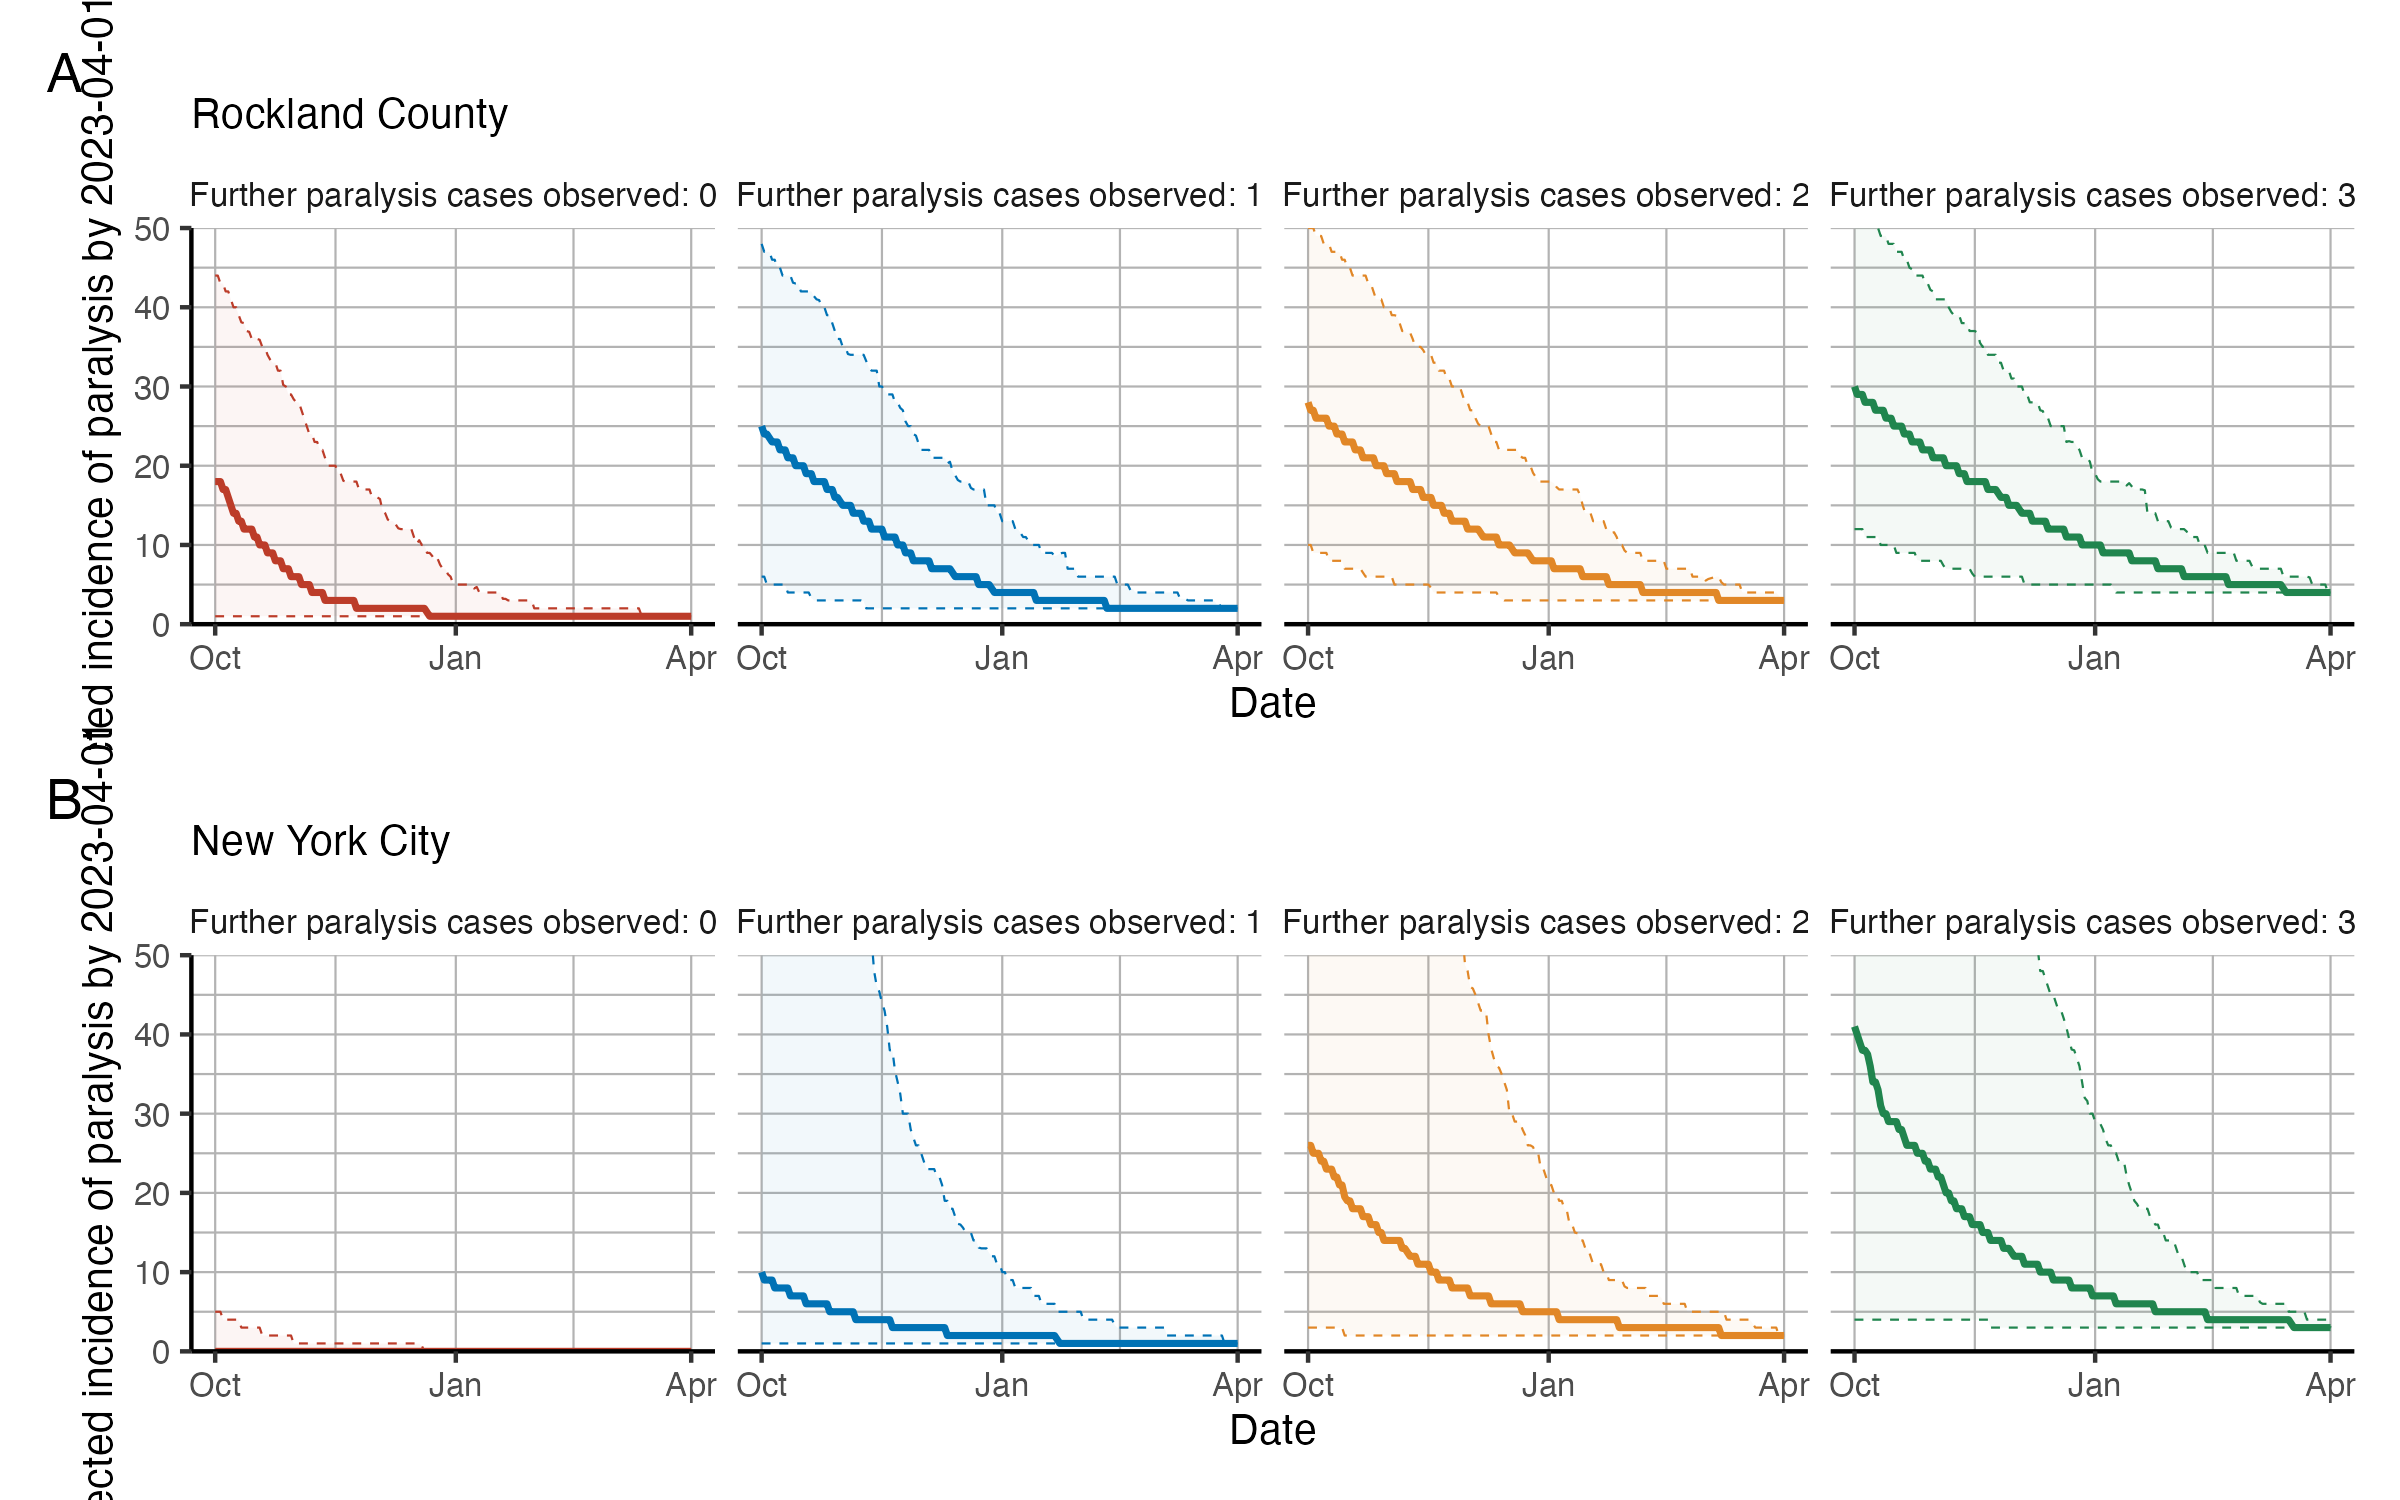 A
Rockland County
Further paralysis cases observed: 0
Further paralysis cases observed: 1
Further paralysis cases observed: 2
Further paralysis cases observed: 3
incidence of paralysis by 2023-04-01
50
40
30
20
10
0
Oct Jan Apr
Oct Jan Apr
Oct Jan Apr
Oct Jan Apr
Date
B
New York City
Further paralysis cases observed: 0
Further paralysis cases observed: 1
Further paralysis cases observed: 2
Further paralysis cases observed: 3
incidence of paralysis by 2023-04-01
50
40
30
20
10
0
Oct Jan Apr
Oct Jan Apr
Oct Jan Apr
Oct Jan Apr
Date